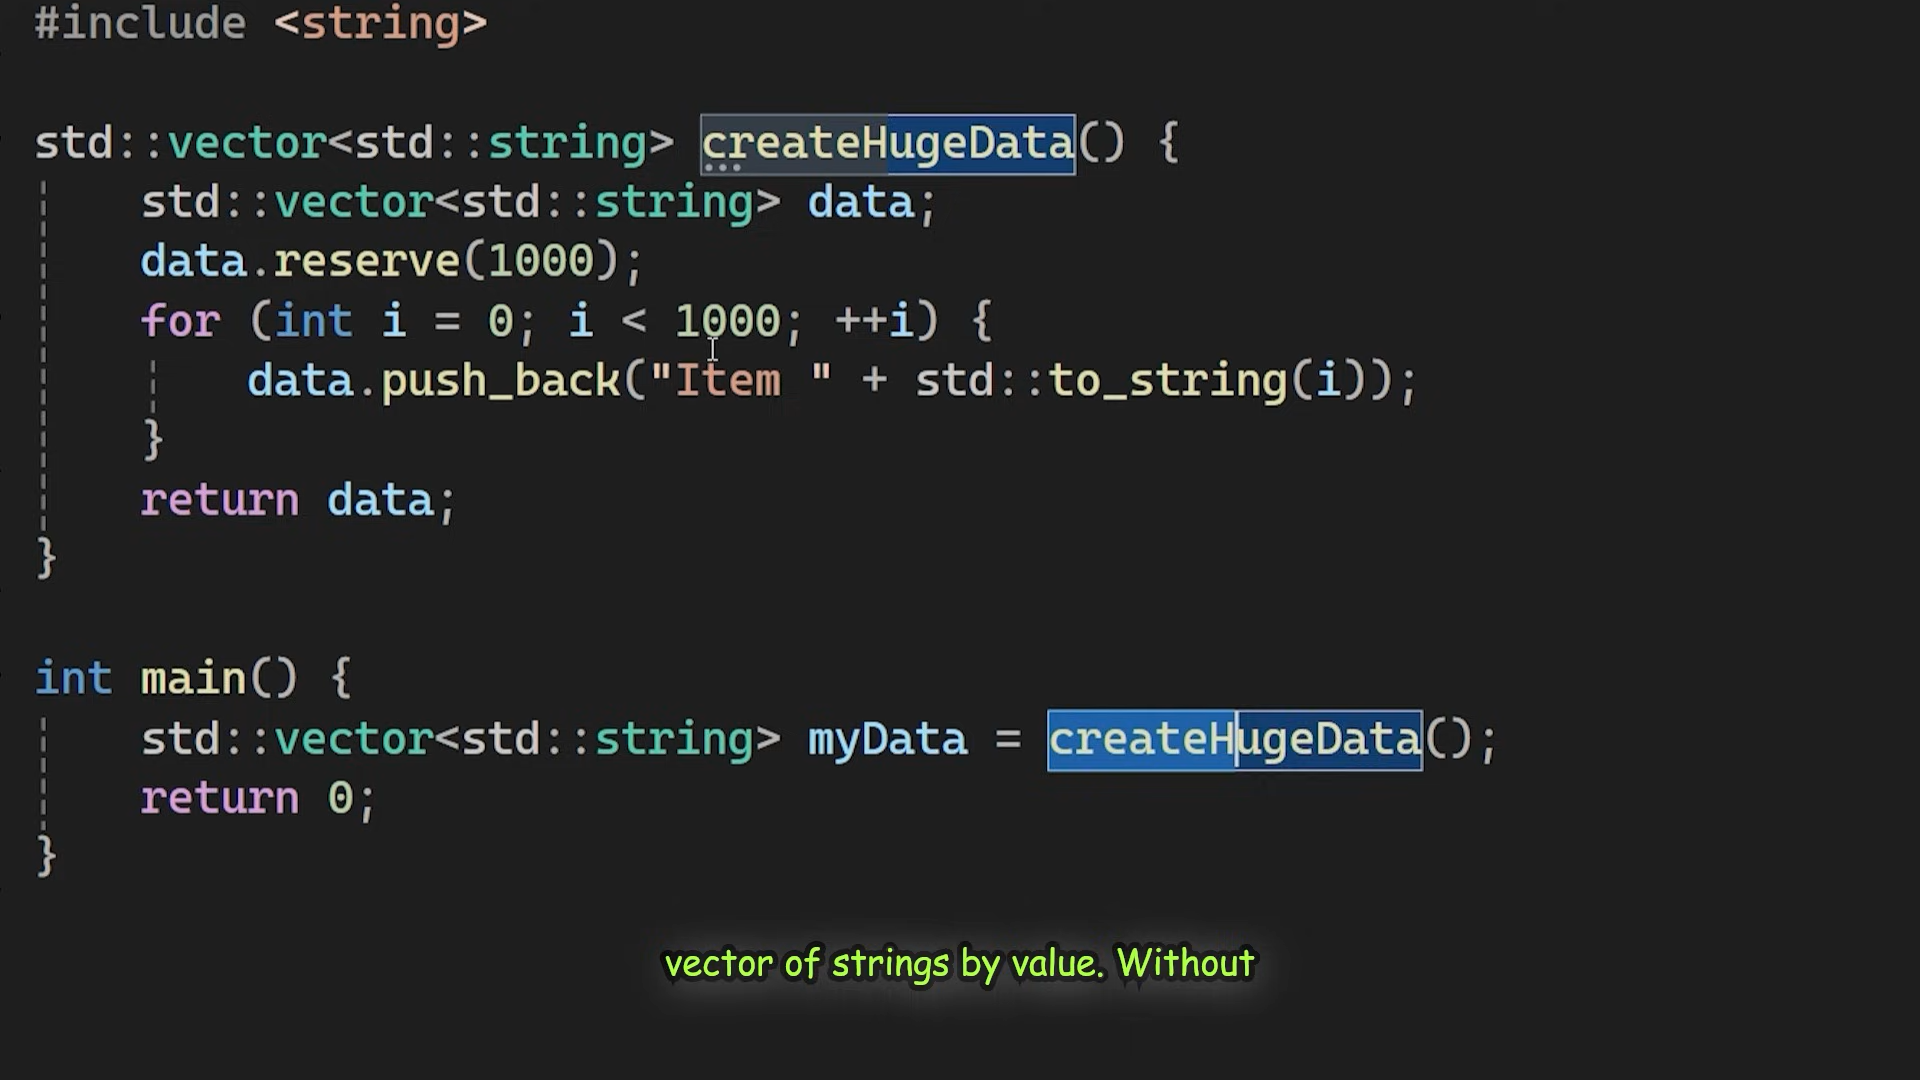 #include <string>
std::vector<std::string> createHugeData() {
std::vector<std::string> data;
data.reserve(1000);
for (int i = 0; i < 1000; ++i) {
data.push_back("Item " + std::to_string(i));
}
return data;
}
int main() {
std::vector<std::string> myData = createHugeData();
return 0;
}
vector of strings by value. Without